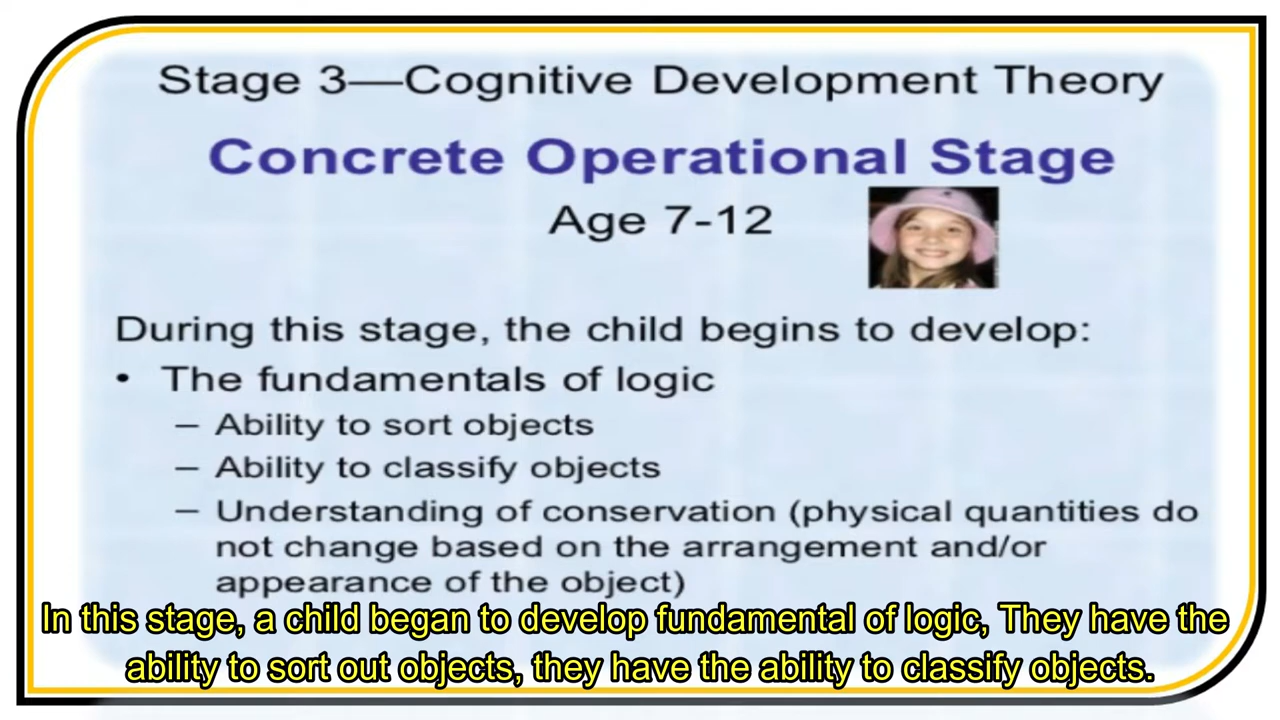 Stage 3—Cognitive Development Theory
Concrete Operational Stage
Age 7-12
During this stage, the child begins to develop:
• The fundamentals of logic
– Ability to sort objects
– Ability to classify objects
– Understanding of conservation (physical quantities do
not change based on the arrangement and/or
appearance of the object)
In this stage, a child began to develop fundamental of logic, They have the
ability to sort out objects, they have the ability to classify objects.